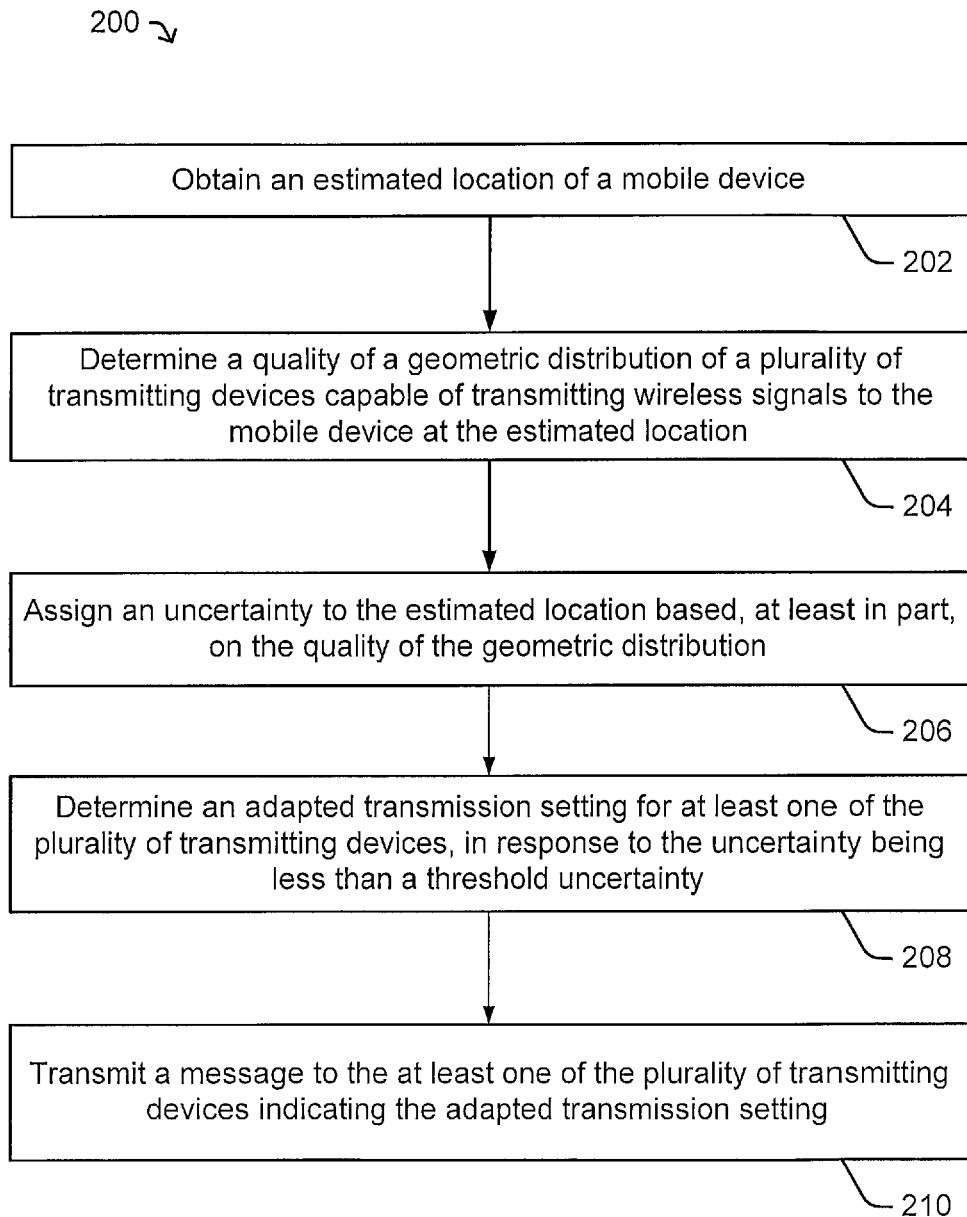 200
Obtain an estimated location of a mobile device
202
Determine a quality of a geometric distribution of a plurality of
transmitting devices capable of transmitting wireless signals to the
mobile device at the estimated location
204
Assign an uncertainty to the estimated location based, at least in part,
on the quality of the geometric distribution
206
Determine an adapted transmission setting for at least one of the
plurality of transmitting devices, in response to the uncertainty being
less than a threshold uncertainty
208
Transmit a message to the at least one of the plurality of transmitting
devices indicating the adapted transmission setting
210